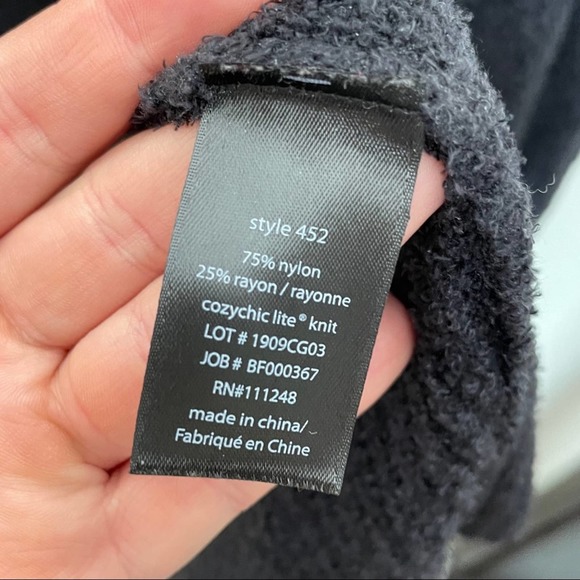 style 452
75% nylon
25% rayon / rayonne
cozychic lite® knit
LOT # 1909CG03
JOB # BF000367
RN#111248
made in china/
Fabriqué en Chine